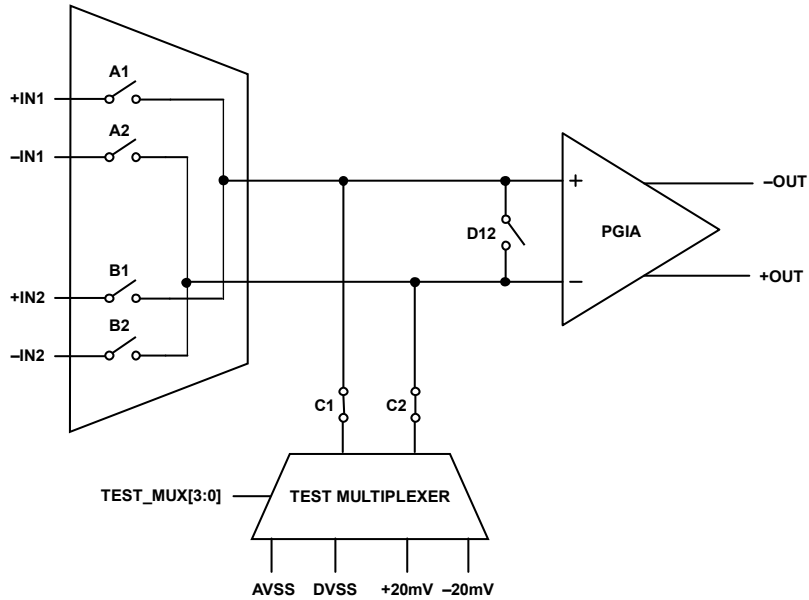 A1
+IN1
A2
–IN1
+
–OUT
D12
PGIA
B1
–
+OUT
+IN2
B2
–IN2
C1
C2
TEST_MUX[3:0]
TEST MULTIPLEXER
AVSS
DVSS
+20mV
–20mV